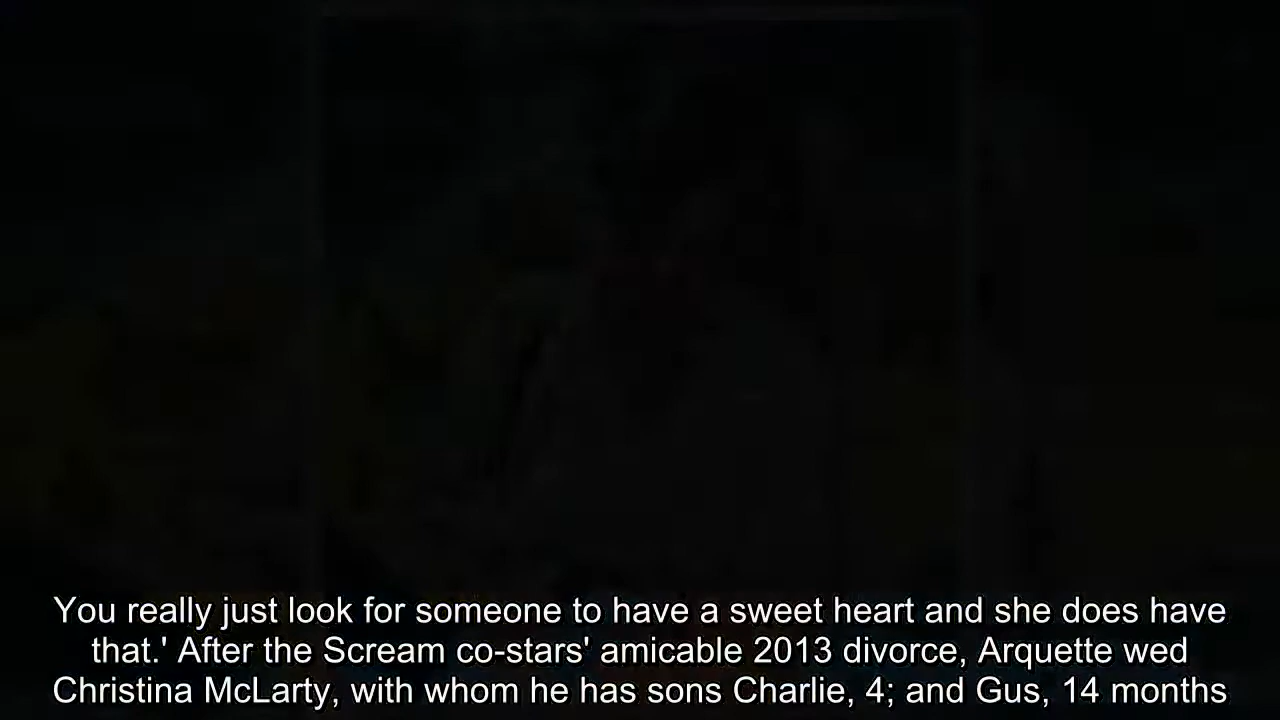 You really just look for someone to have a sweet heart and she does have
that.' After the Scream co-stars' amicable 2013 divorce, Arquette wed
Christina McLarty, with whom he has sons Charlie, 4; and Gus, 14 months